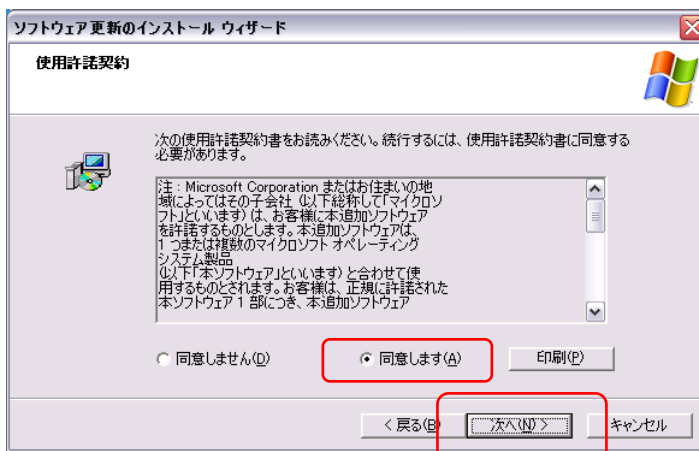 ソフトウェア更新のインストール ウィザード
使用許諾契約
次の使用許諾契約書をお読みください。続行するには、使用許諾契約書に同意する
必要があります。
注 : Microsoft Corporation またはお住まいの地
域によってはその子会社 (以下総称して「マイクロソ
フト」といいます) は、お客様に本追加ソフトウェア
を許諾するものとします。本追加ソフトウェアは、
1 つまたは複数のマイクロソフト オペレーティング
システム製品
(以下「本ソフトウェア」といいます) と合わせて使
用するものとされます。お客様は、正規に許諾された
本ソフトウェア 1 部につき、本追加ソフトウェア
同意しません(D)
同意します(A)
印刷(P)
< 戻る(B)
次へ(N) >
キャンセル